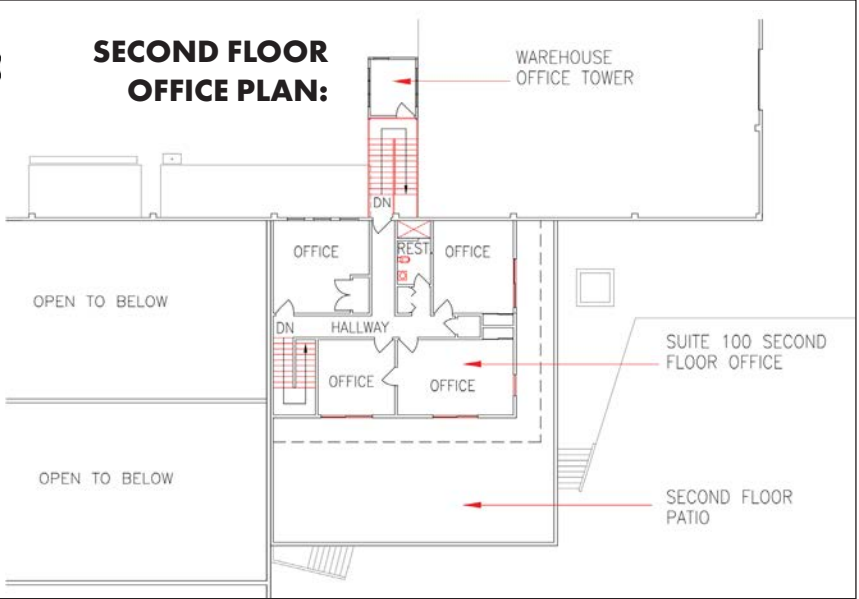 SECOND FLOOR
OFFICE PLAN:
WAREHOUSE
OFFICE TOWER
DN
OFFICE
REST.
OFFICE
OPEN TO BELOW
DN
HALLWAY
SUITE 100 SECOND
FLOOR OFFICE
OFFICE
OFFICE
OPEN TO BELOW
SECOND FLOOR
PATIO